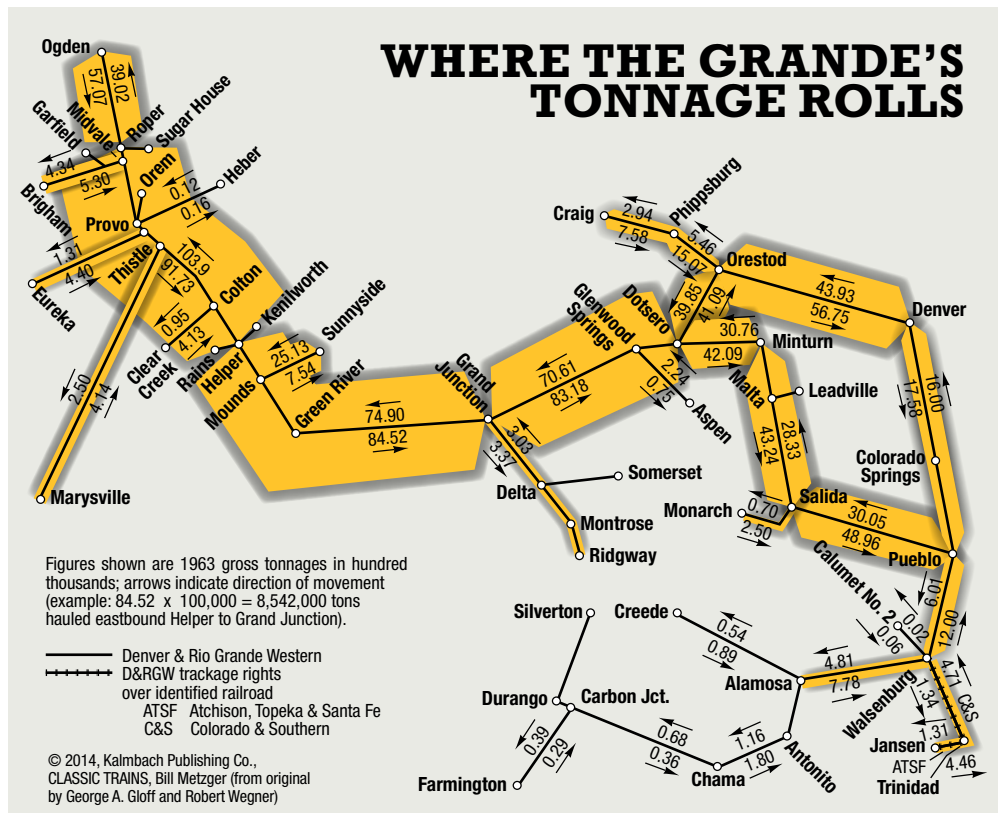 WHERE THE GRANDE'S
TONNAGE ROLLS
Ogden
57.07
39.02
Garfield
Midvale
Roper
Sugar House
4.34
5.30
Brigham
Orem
Heber
0.12
0.16
Provo
1.31
4.40
Eureka
Thistle
103.9
91.73
Colton
Kenilworth
Sunnyside
0.95
4.13
Clear
Creek
Rains
Helper
25.13
7.54
Mounds
Green River
2.50
4.14
Marysville
74.90
84.52
Grand
Junction
70.61
83.18
Glenwood
Springs
Dotsero
Craig
2.94
7.58
Phippsburg
5.46
15.07
Orestod
39.85
41.09
43.93
56.75
Denver
30.76
42.09
Minturn
2.24
0.75
Aspen
Malta
Leadville
43.24
28.33
17.58
16.00
Colorado
Springs
3.03
3.37
Delta
Somerset
Montrose
Ridgway
Monarch
0.70
2.50
Salida
30.05
48.96
Pueblo
Calumet No. 2
0.02
0.06
6.01
12.00
Figures shown are 1963 gross tonnages in hundred
thousands; arrows indicate direction of movement
(example: 84.52 x 100,000 = 8,542,000 tons
hauled eastbound Helper to Grand Junction).
Denver & Rio Grande Western
D&RGW trackage rights
over identified railroad
ATSF Atchison, Topeka & Santa Fe
C&S Colorado & Southern
© 2014, Kalmbach Publishing Co.,
CLASSIC TRAINS, Bill Metzger (from original
by George A. Gloff and Robert Wegner)
Silverton
Creede
0.54
0.89
Alamosa
4.81
7.78
Walsenburg
4.71
1.34
C&S
Durango
Carbon Jct.
0.39
0.29
Farmington
0.68
0.36
Chama
1.16
1.80
Antonito
Jansen
1.31
ATSF
4.46
Trinidad